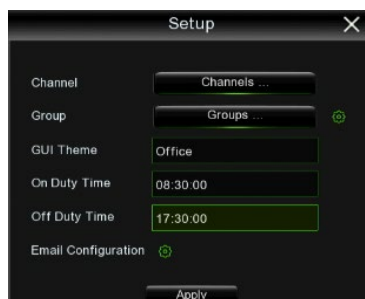 Setup
Channel Channels ...
Group Groups ...
GUI Theme Office
On Duty Time 08:30:00
Off Duty Time 17:30:00
Email Configuration
Apply